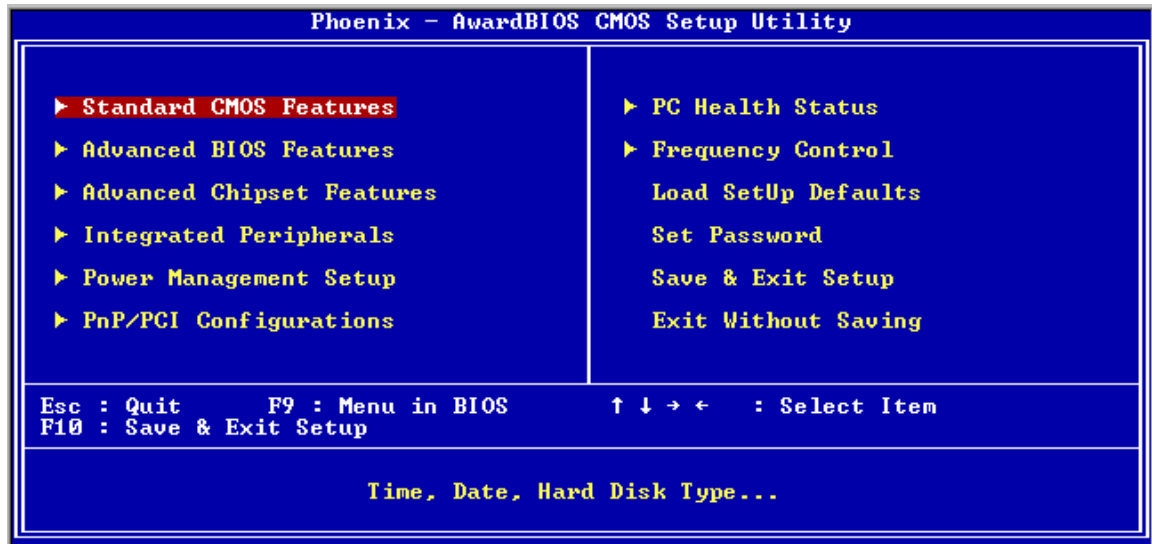 Phoenix - AwardBIOS CMOS Setup Utility
► Standard CMOS Features
► Advanced BIOS Features
► Advanced Chipset Features
► Integrated Peripherals
► Power Management Setup
► PnP/PCI Configurations
► PC Health Status
► Frequency Control
Load SetUp Defaults
Set Password
Save & Exit Setup
Exit Without Saving
Esc : Quit F9 : Menu in BIOS ↑ ↓ → ← : Select Item
F10 : Save & Exit Setup
Time, Date, Hard Disk Type...